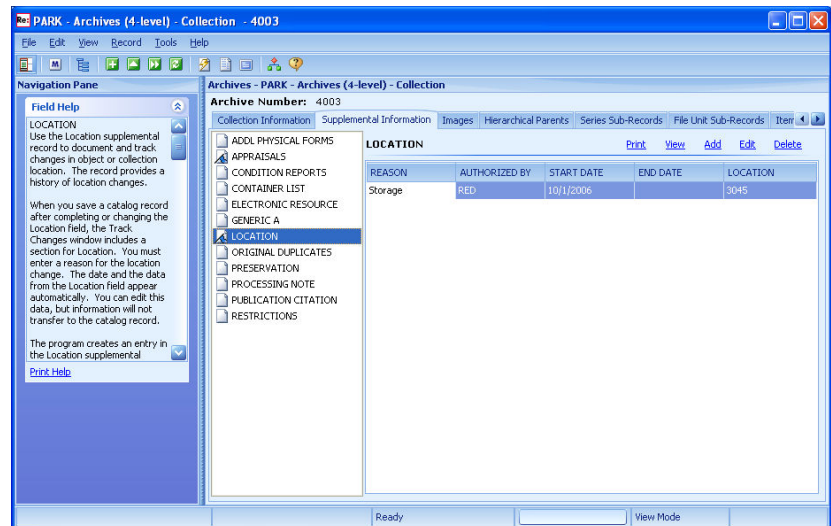 Re: PARK - Archives (4-level) - Collection - 4003
File Edit View Record Tools Help
M
Navigation Pane
Field Help
LOCATION
Use the Location supplemental
record to document and track
changes in object or collection
location. The record provides a
history of location changes.
When you save a catalog record
after completing or changing the
Location field, the Track
Changes window includes a
section for Location. You must
enter a reason for the location
change. The date and the data
from the Location field appear
automatically. You can edit this
data, but information will not
transfer to the catalog record.
The program creates an entry in
the Location supplemental
Print Help
Archives - PARK - Archives (4-level) - Collection
Archive Number: 4003
Collection Information Supplemental Information Images Hierarchical Parents Series Sub-Records File Unit Sub-Records Item
ADDL PHYSICAL FORMS
APPRAISALS
CONDITION REPORTS
CONTAINER LIST
ELECTRONIC RESOURCE
GENERIC A
LOCATION
ORIGINAL DUPLICATES
PRESERVATION
PROCESSING NOTE
PUBLICATION CITATION
RESTRICTIONS
LOCATION Print View Add Edit Delete
REASON AUTHORIZED BY START DATE END DATE LOCATION
Storage RED 10/1/2006 3045
Ready View Mode